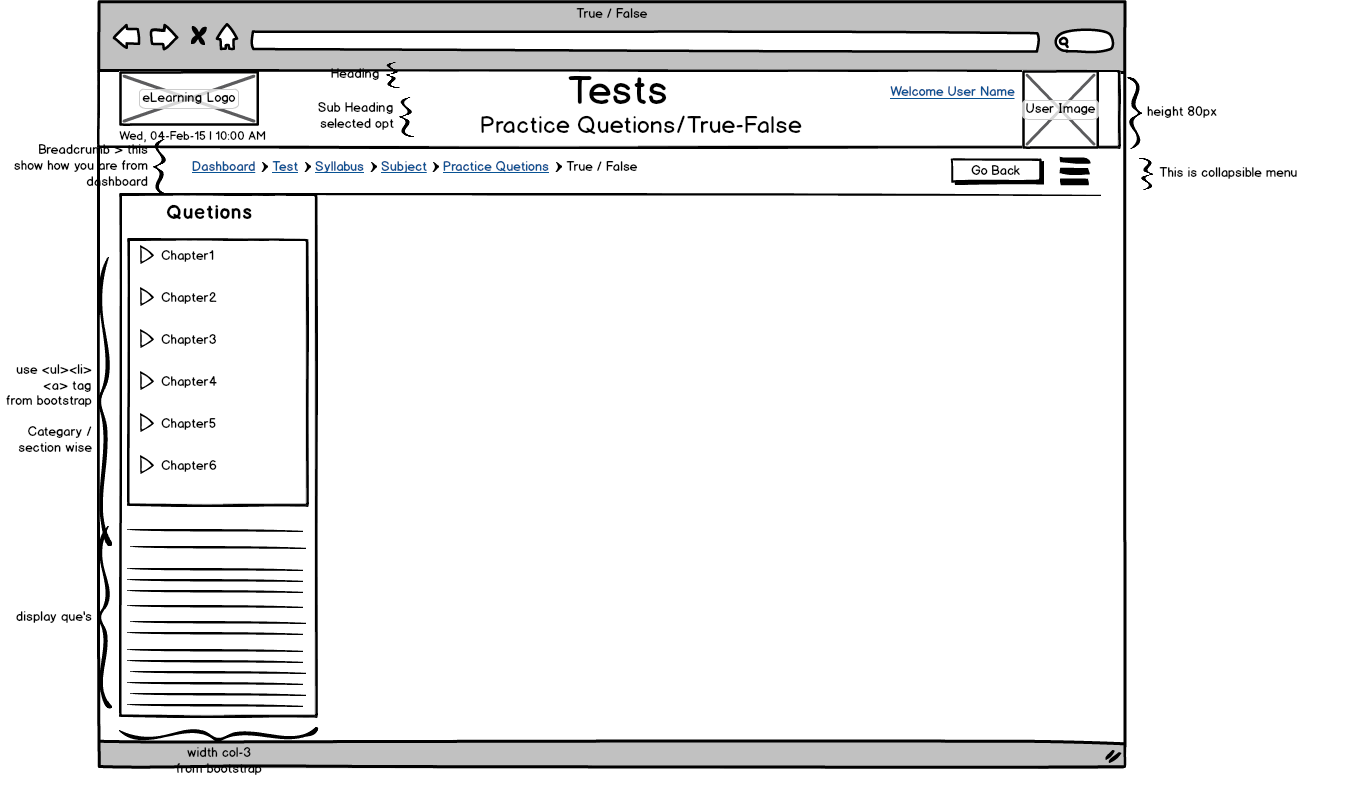 True / False
Heading
Tests
eLearning Logo
Welcome User Name
User Image
Sub Heading
selected opt
Practice Quetions/True-False
height 80px
Wed, 04-Feb-15 | 10:00 AM
Breadcrumb > this
show how you are from
dashboard
Dashboard Test Syllabus Subject Practice Quetions True / False
Go Back
This is collapsible menu
Quetions
Chapter1
Chapter2
Chapter3
Chapter4
Chapter5
Chapter6
use <ul><li>
<a> tag
from bootstrap
Categary /
section wise
display que's
width col-3
from bootstrap